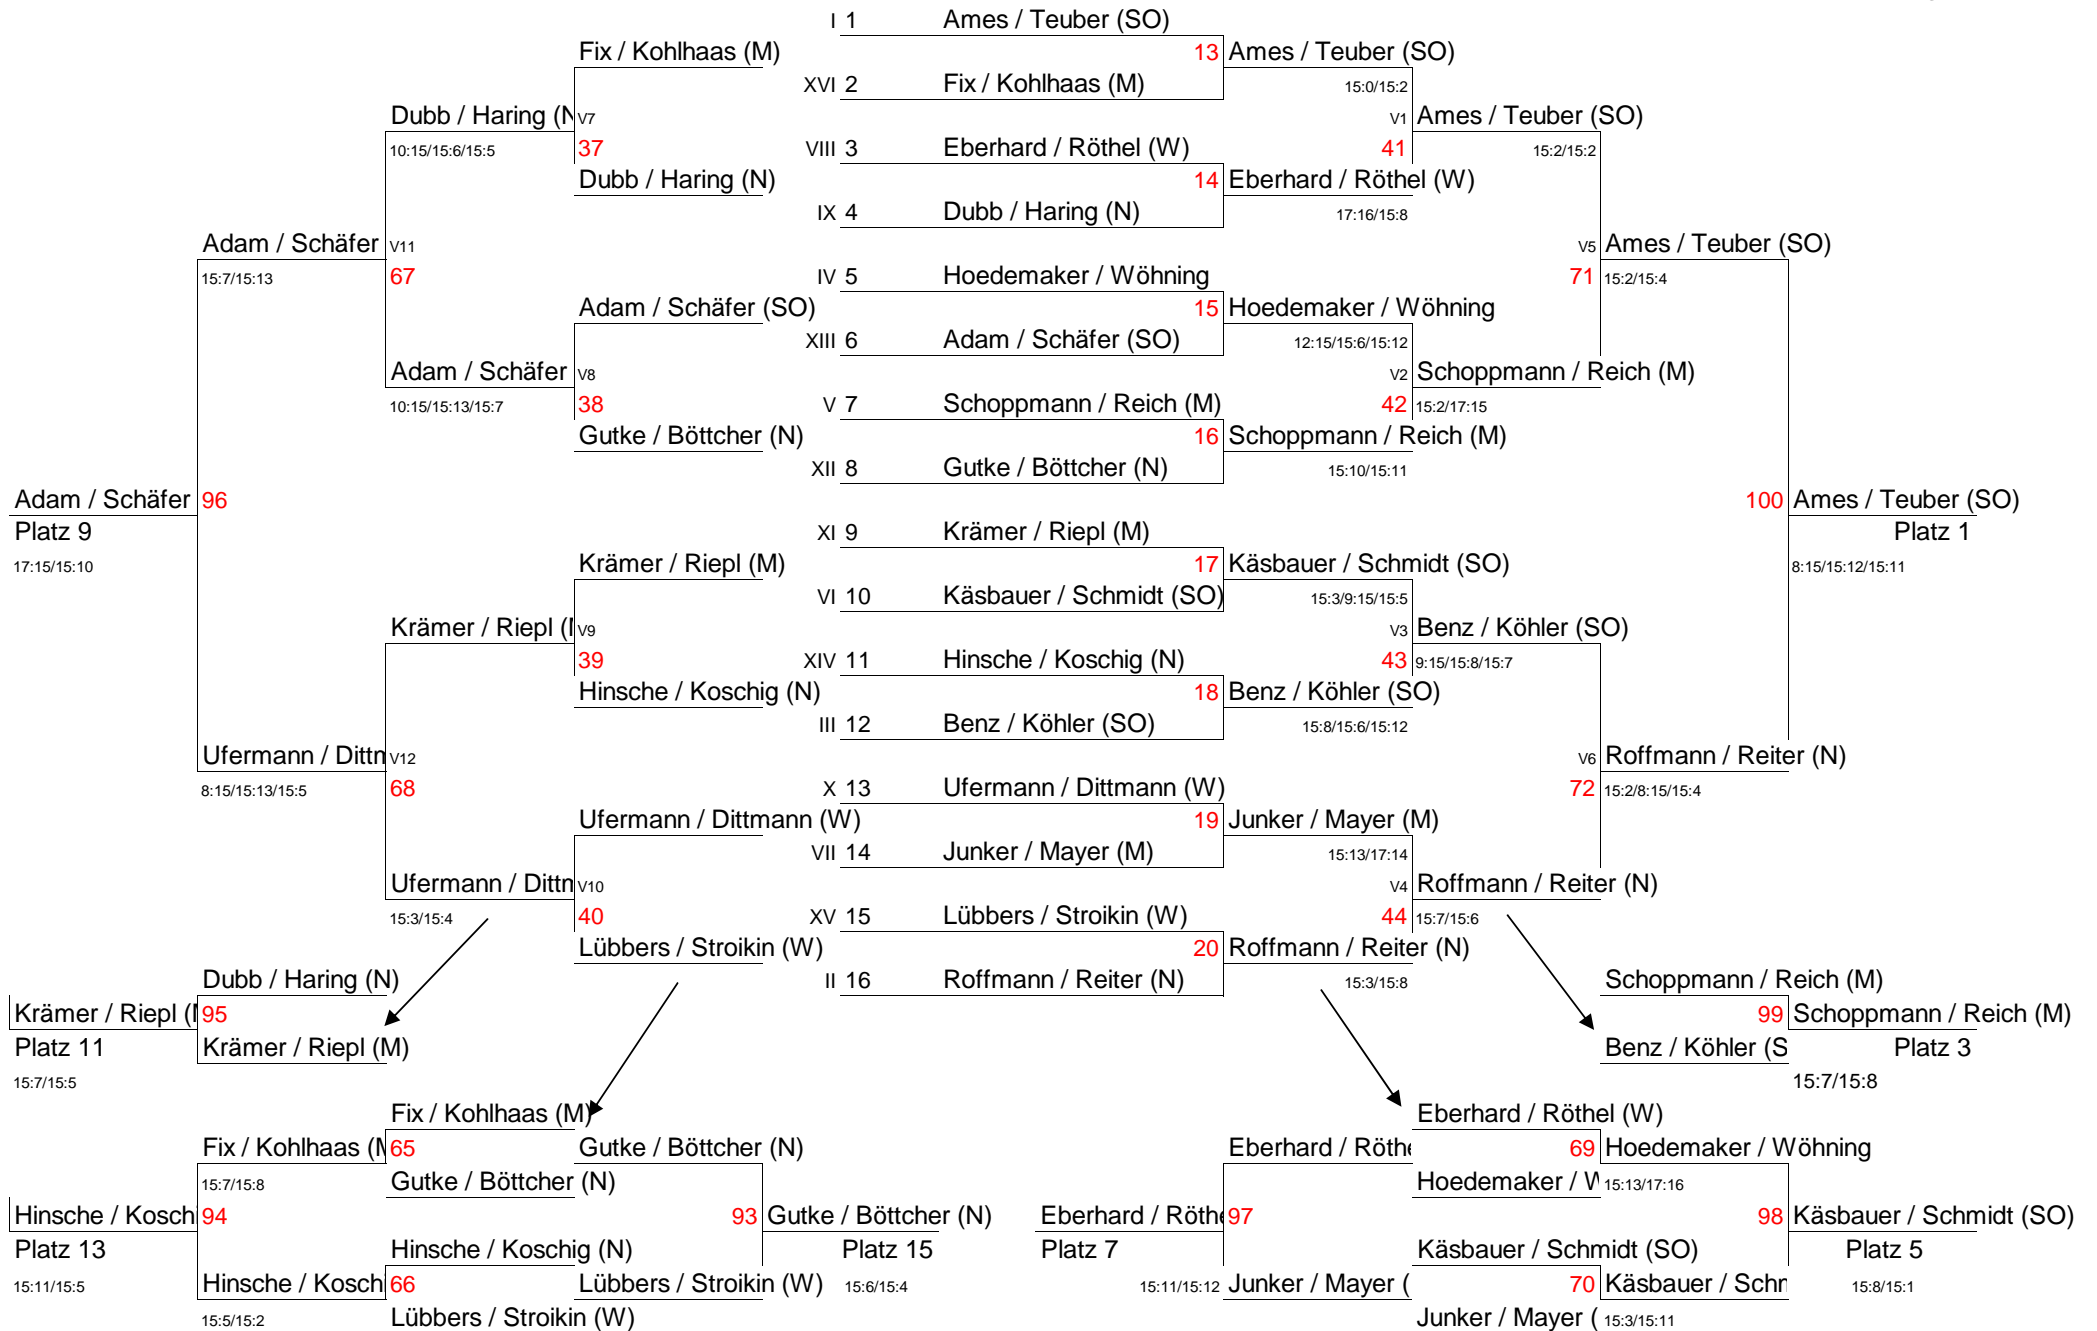 I 1 Ames / Teuber (SO)
Fix / Kohlhaas (M) 13 Ames / Teuber (SO)
XVI 2 Fix / Kohlhaas (M) 15:0/15:2
Dubb / Haring (N V7 V1 Ames / Teuber (SO)
10:15/15:6/15:5 37 VIII 3 Eberhard / Röthel (W) 41 15:2/15:2
Dubb / Haring (N) 14 Eberhard / Röthel (W)
IX 4 Dubb / Haring (N) 17:16/15:8
Adam / Schäfer V11 V5 Ames / Teuber (SO)
15:7/15:13 67 IV 5 Hoedemaker / Wöhning 71 15:2/15:4
Adam / Schäfer (SO) 15 Hoedemaker / Wöhning
XIII 6 Adam / Schäfer (SO) 12:15/15:6/15:12
Adam / Schäfer V8 V2 Schoppmann / Reich (M)
10:15/15:13/15:7 38 V 7 Schoppmann / Reich (M) 42 15:2/17:15
Gutke / Böttcher (N) 16 Schoppmann / Reich (M)
XII 8 Gutke / Böttcher (N) 15:10/15:11
Adam / Schäfer 96 100 Ames / Teuber (SO)
Platz 9 XI 9 Krämer / Riepl (M) Platz 1
17:15/15:10 Krämer / Riepl (M) 17 Käsbauer / Schmidt (SO) 8:15/15:12/15:11
VI 10 Käsbauer / Schmidt (SO) 15:3/9:15/15:5
Krämer / Riepl ( V9 V3 Benz / Köhler (SO)
39 XIV 11 Hinsche / Koschig (N) 43 9:15/15:8/15:7
Hinsche / Koschig (N) 18 Benz / Köhler (SO)
III 12 Benz / Köhler (SO) 15:8/15:6/15:12
Ufermann / Dittm V12 V6 Roffmann / Reiter (N)
8:15/15:13/15:5 68 X 13 Ufermann / Dittmann (W) 72 15:2/8:15/15:4
Ufermann / Dittmann (W) 19 Junker / Mayer (M)
VII 14 Junker / Mayer (M) 15:13/17:14
Ufermann / Dittm V10 V4 Roffmann / Reiter (N)
15:3/15:4 40 XV 15 Lübbers / Stroikin (W) 44 15:7/15:6
Lübbers / Stroikin (W) 20 Roffmann / Reiter (N)
Dubb / Haring (N) II 16 Roffmann / Reiter (N) 15:3/15:8 Schoppmann / Reich (M)
Krämer / Riepl ( 95 99 Schoppmann / Reich (M)
Platz 11 Krämer / Riepl (M) Benz / Köhler (S Platz 3
15:7/15:5 15:7/15:8
Fix / Kohlhaas (M) Eberhard / Röthel (W)
Fix / Kohlhaas ( 65 Gutke / Böttcher (N) Eberhard / Röthe 69 Hoedemaker / Wöhning
15:7/15:8 Gutke / Böttcher (N) Hoedemaker / W 15:13/17:16
Hinsche / Kosch 94 93 Gutke / Böttcher (N) Eberhard / Röthe 97 98 Käsbauer / Schmidt (SO)
Platz 13 Hinsche / Koschig (N) Platz 15 Platz 7 Käsbauer / Schmidt (SO) Platz 5
15:11/15:5 Hinsche / Kosch 66 Lübbers / Stroikin (W) 15:6/15:4 15:11/15:12 Junker / Mayer ( 70 Käsbauer / Schm 15:8/15:1
15:5/15:2 Lübbers / Stroikin (W) Junker / Mayer ( 15:3/15:11